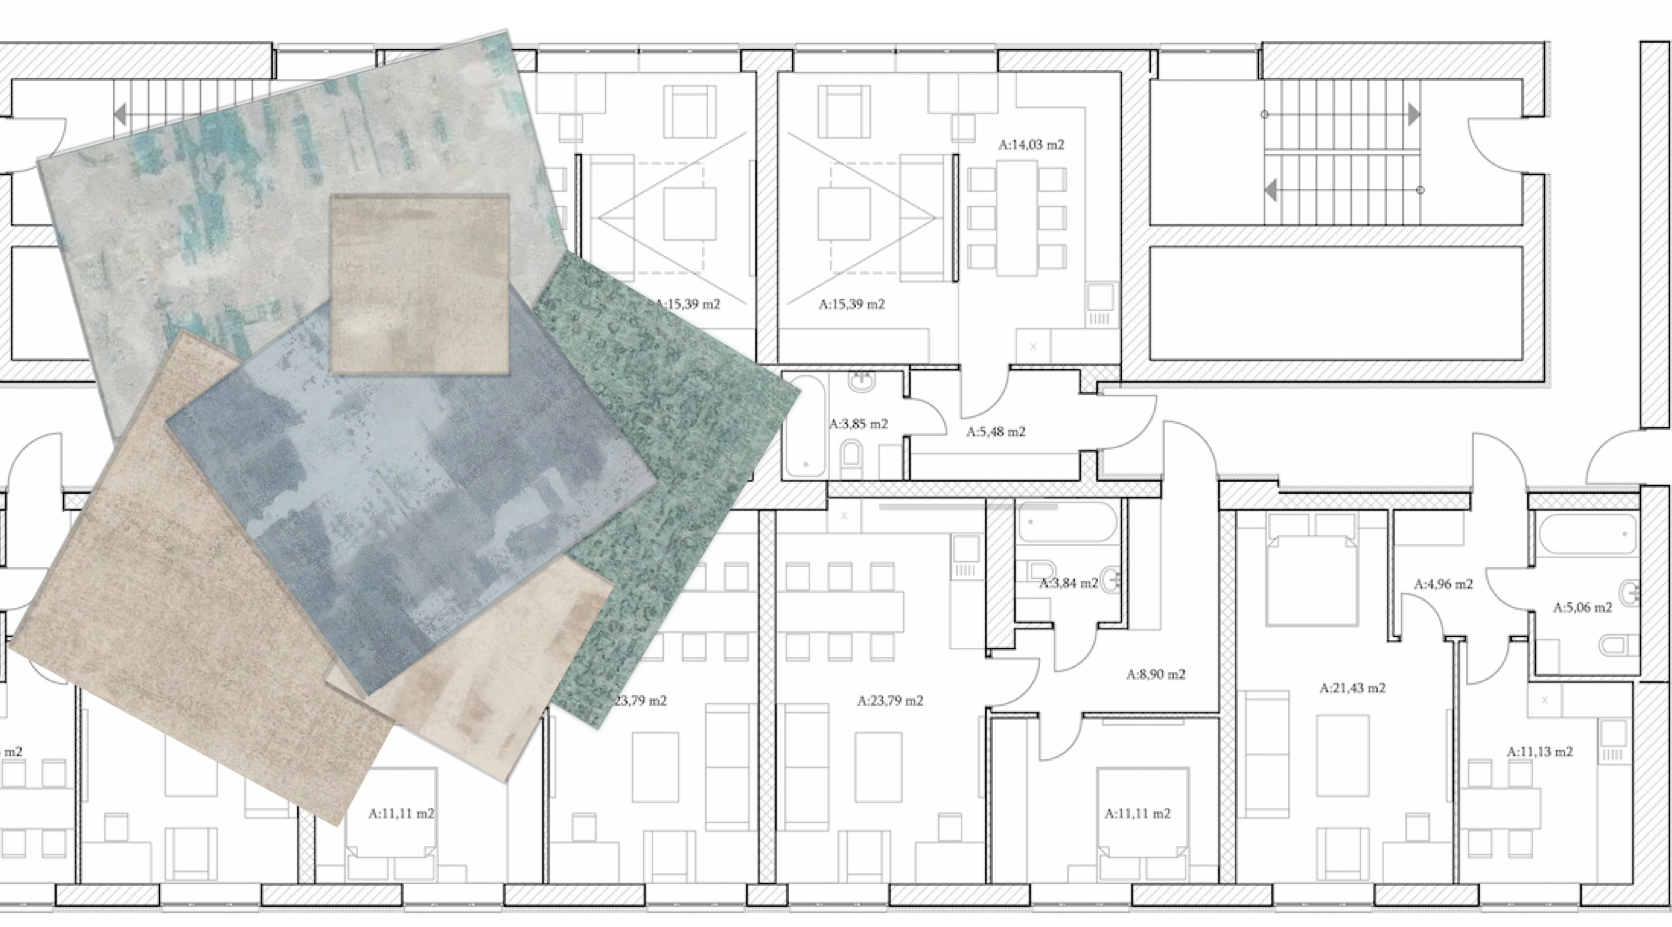 A:14,03 m2
A:15,39 m2
A:15,39 m2
A:3,85 m2
A:5,48 m2
A:3,84 m2
A:4,96 m2
A:5,06 m2
A:8,90 m2
A:21,43 m2
23,79 m2
A:23,79 m2
m2
A:11,13 m2
A:11,11 m2
A:11,11 m2
X
X
X